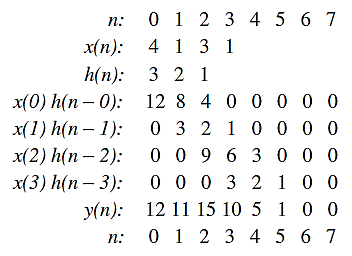 n: 0 1 2 3 4 5 6 7
x(n): 4 1 3 1
h(n): 3 2 1
x(0) h(n – 0): 12 8 4 0 0 0 0 0
x(1) h(n – 1): 0 3 2 1 0 0 0 0
x(2) h(n – 2): 0 0 9 6 3 0 0 0
x(3) h(n – 3): 0 0 0 3 2 1 0 0
y(n): 12 11 15 10 5 1 0 0
n: 0 1 2 3 4 5 6 7